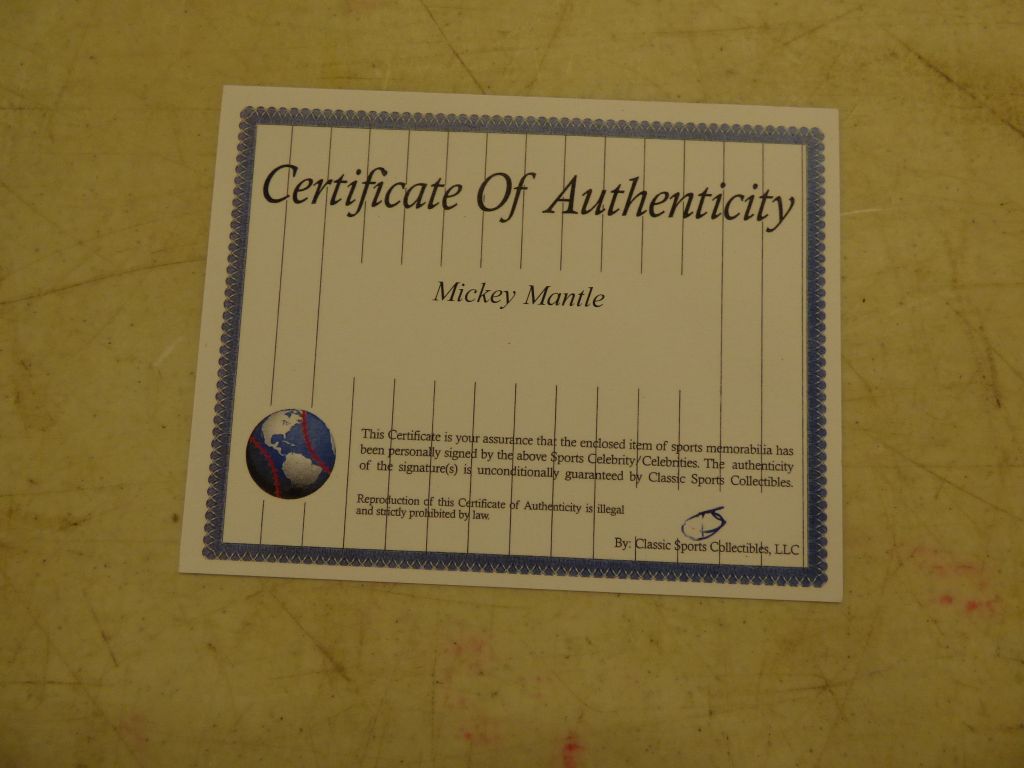 Certificate Of Authenticity
Mickey Mantle
This Certificate is your assurance that the enclosed item of sports memorabilia has
been personally signed by the above Sports Celebrity/Celebrities. The authenticity
of the signature(s) is unconditionally guaranteed by Classic Sports Collectibles.
Reproduction of this Certificate of Authenticity is illegal
and strictly prohibited by law.
By: Classic Sports Collectibles, LLC